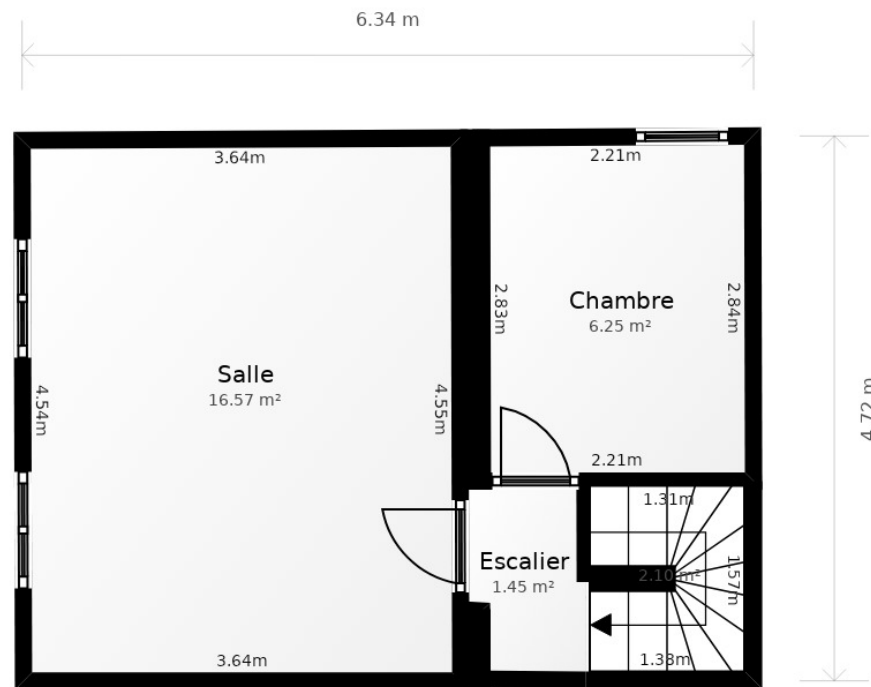 6.34 m
3.64m
2.21m
2.83m
Chambre
6.25 m²
2.84m
Salle
16.57 m²
4.54m
4.55m
4.72 m
2.21m
1.31m
Escalier
1.45 m²
2.10 m²
1.57m
3.64m
1.38m